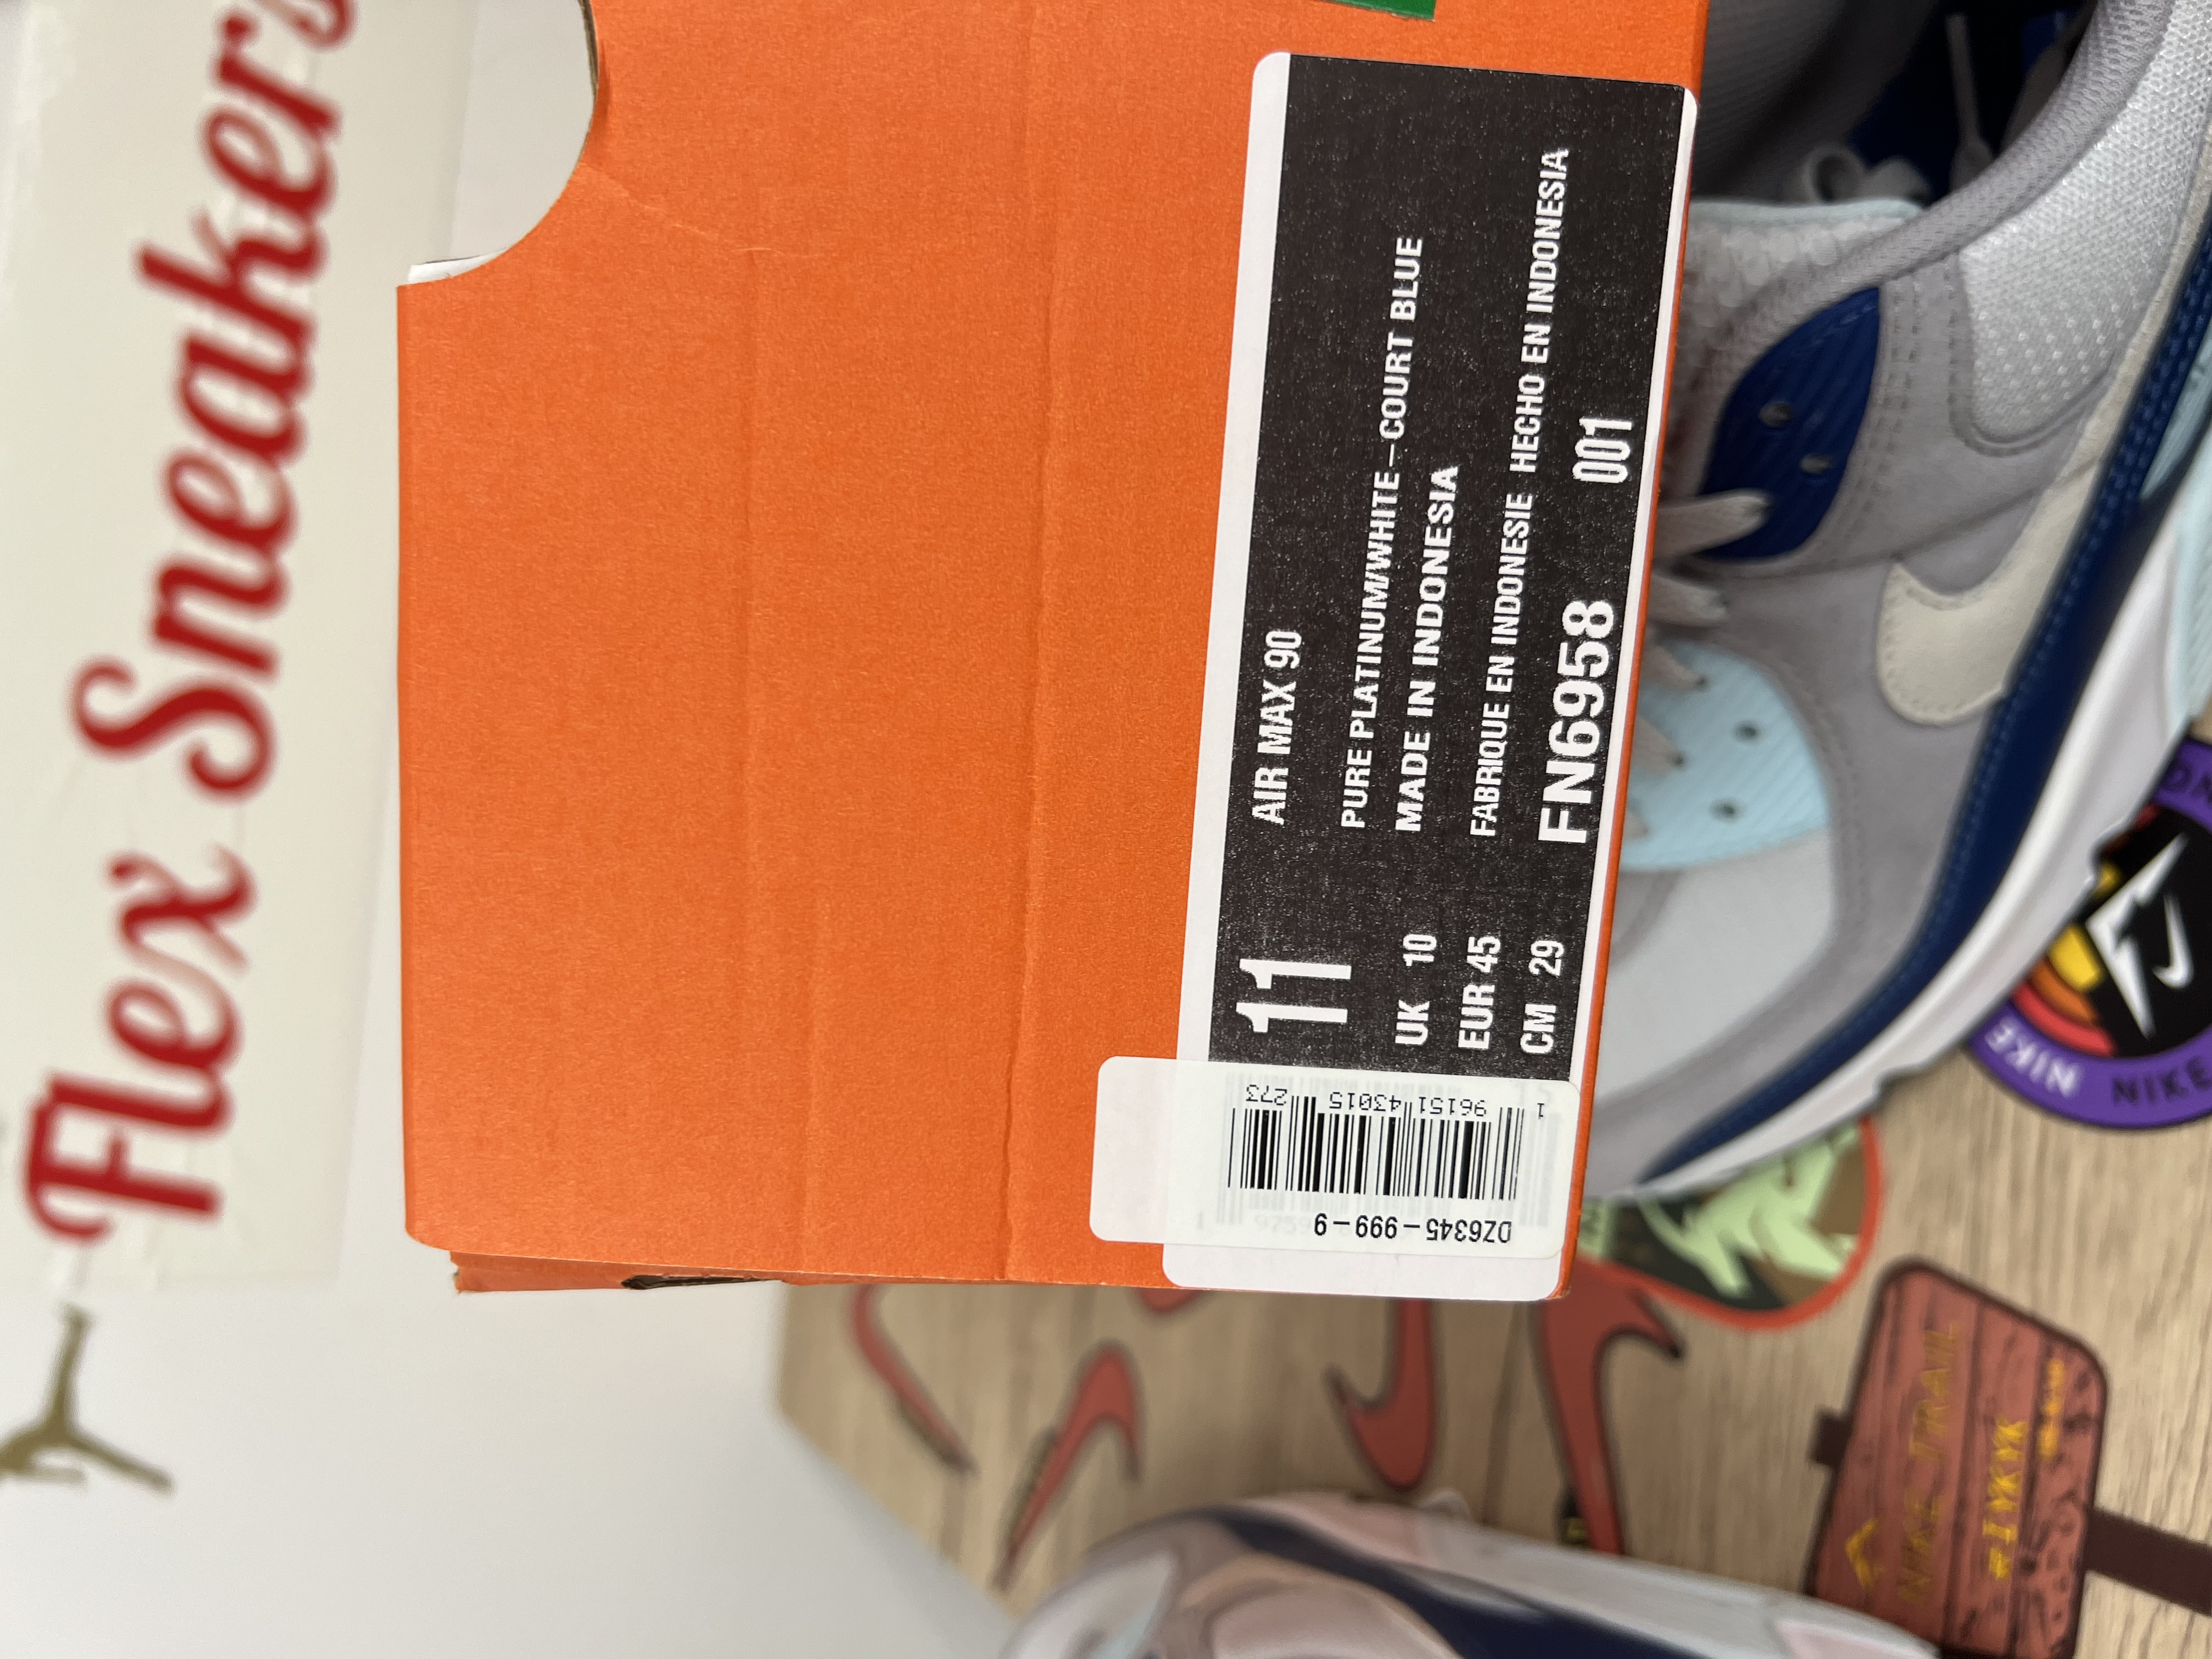 Flex Sneakers
11
AIR MAX 90
PURE PLATINUM/WHITE-COURT BLUE
UK 10
MADE IN INDONESIA
EUR 45
FABRIQUE EN INDONESIE HECHO EN INDONESIA
CM 29
FN6958 001
DZ6345-999-9
1 96151 43015 273
NIKE TRAIL
#IYKYK
NIKE
NIKE